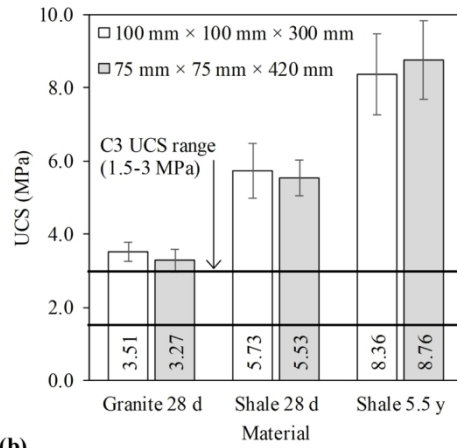 10.0
8.0
6.0
4.0
2.0
0.0
UCS (MPa)
100 mm × 100 mm × 300 mm
75 mm × 75 mm × 420 mm
C3 UCS range
(1.5-3 MPa)
3.51
3.27
5.73
5.53
8.36
8.76
Granite 28 d
Shale 28 d
Shale 5.5 y
Material
(b)